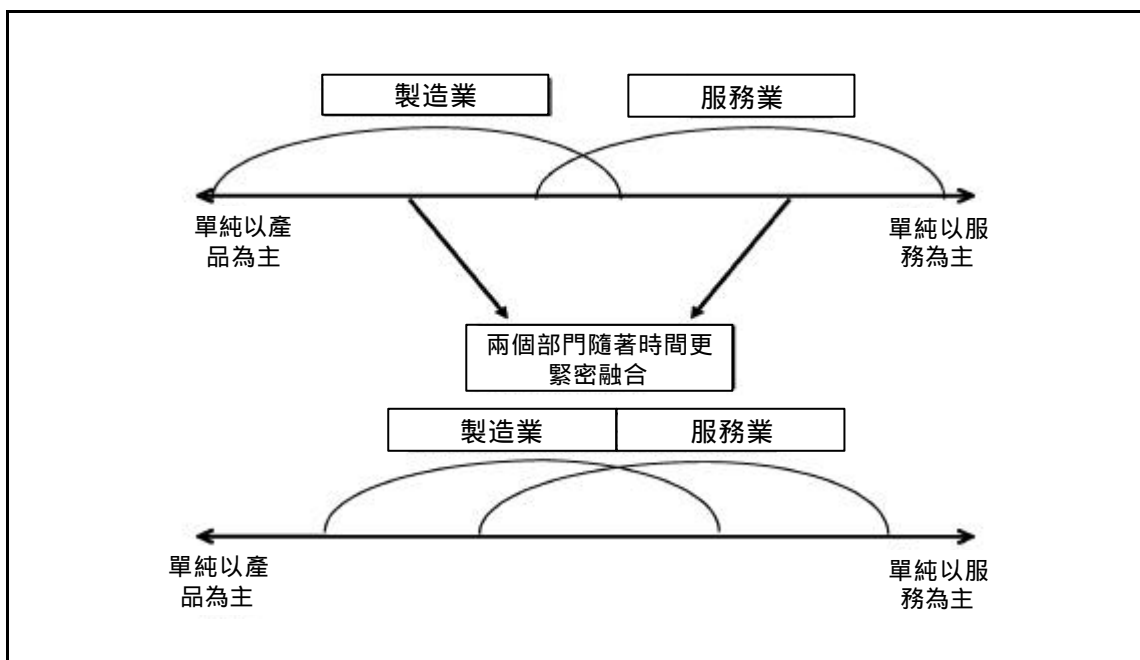 製造業
服務業
單純以產
品為主
單純以服
務為主
兩個部門隨著時間更
緊密融合
製造業
服務業
單純以產
品為主
單純以服
務為主